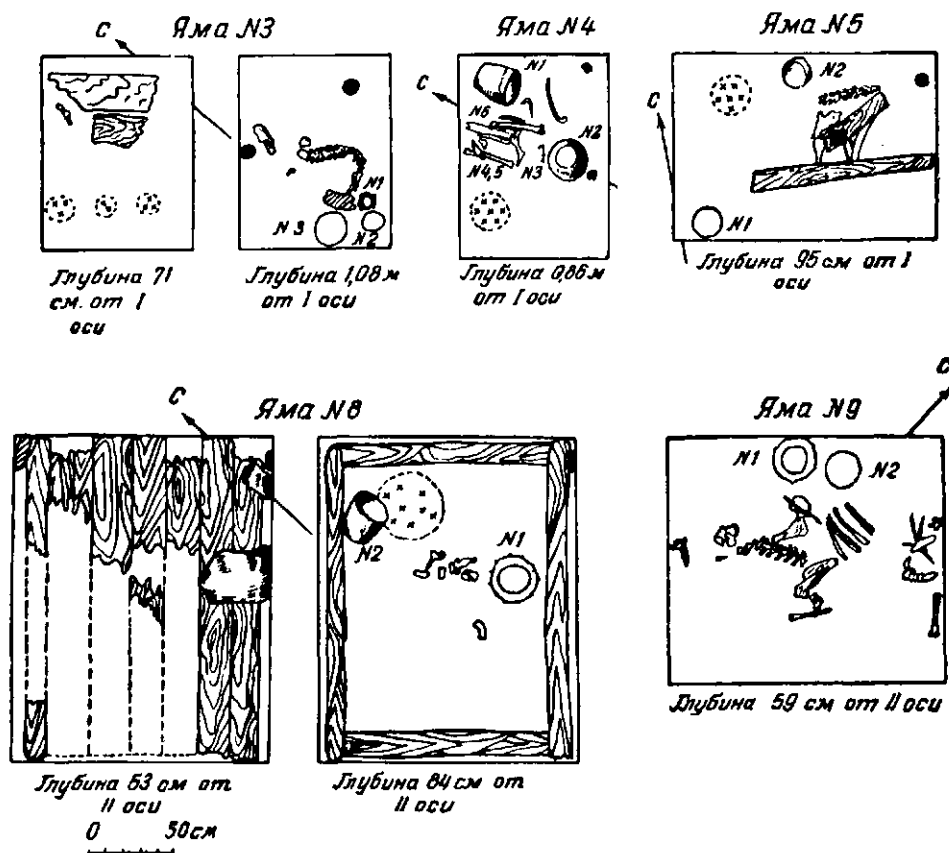 Яма N3
Яма N4
Яма N5
С
N1
N2
N3
Глубина 71
см. от I
оси
Глубина 1,08 м
от I оси
С
N1
N6
N2
N4,5
N3
Глубина 0,86 м
от I оси
С
N2
N1
Глубина 95 см от I
оси
Яма N8
С
Глубина 63 см от
II оси
N2
N1
Глубина 84 см от
II оси
0 50 см
Яма N9
С
N1
N2
Глубина 59 см от II оси